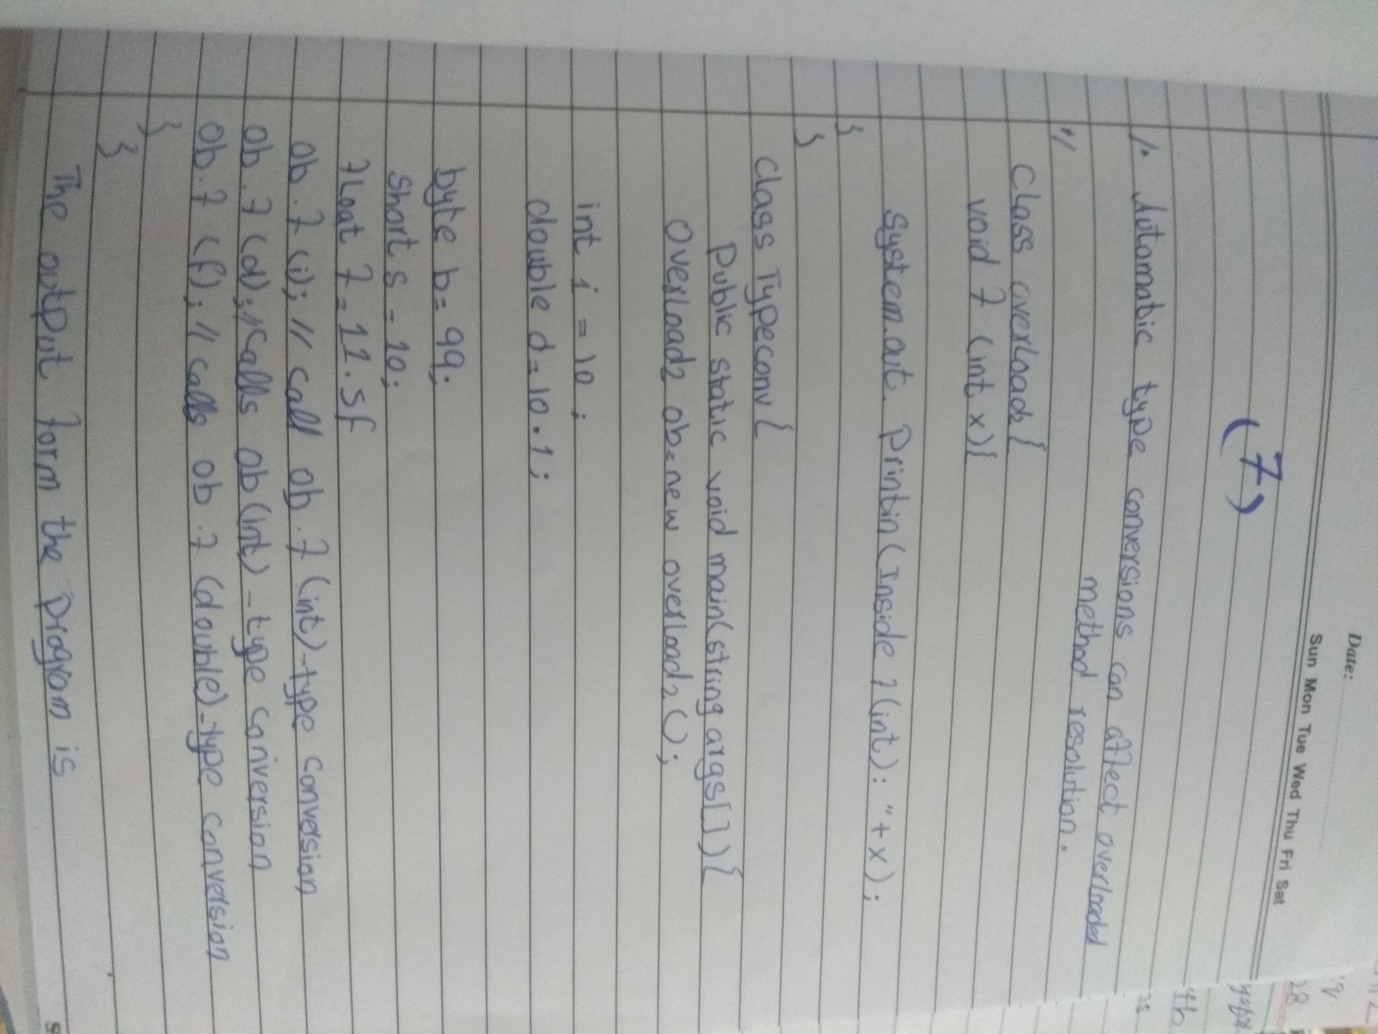 Date:
Sun Mon Tue Wed Thu Fri Sat
(7)
/* Automatic type conversions can affect overloaded
method resolution.
*/
Class overload2 {
void f (int x){
System.out. Println(Inside f (int): "+x);
}
}
Class Typeconv {
Public static void main(string args[]){
Overload2 ob=new overload2();
int i = 10;
double d=10.1;
byte b= 99;
Short s = 10;
float f = 11.5f
ob. f (i); // call ob. f (int)-type conversion
ob. f (d); // calls ob (int) - type conversion
ob. f (f); // calls ob. f (double)-type conversion
}
}
The output form the Program is